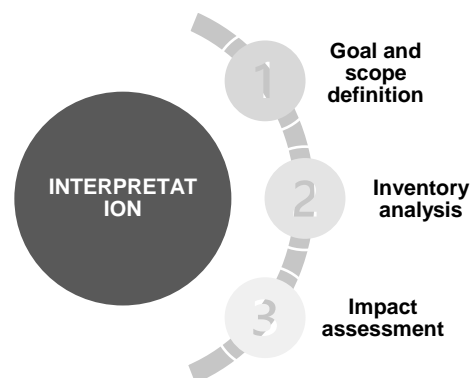 1
Goal and
scope
definition
INTERPRETAT
ION
2
Inventory
analysis
3
Impact
assessment